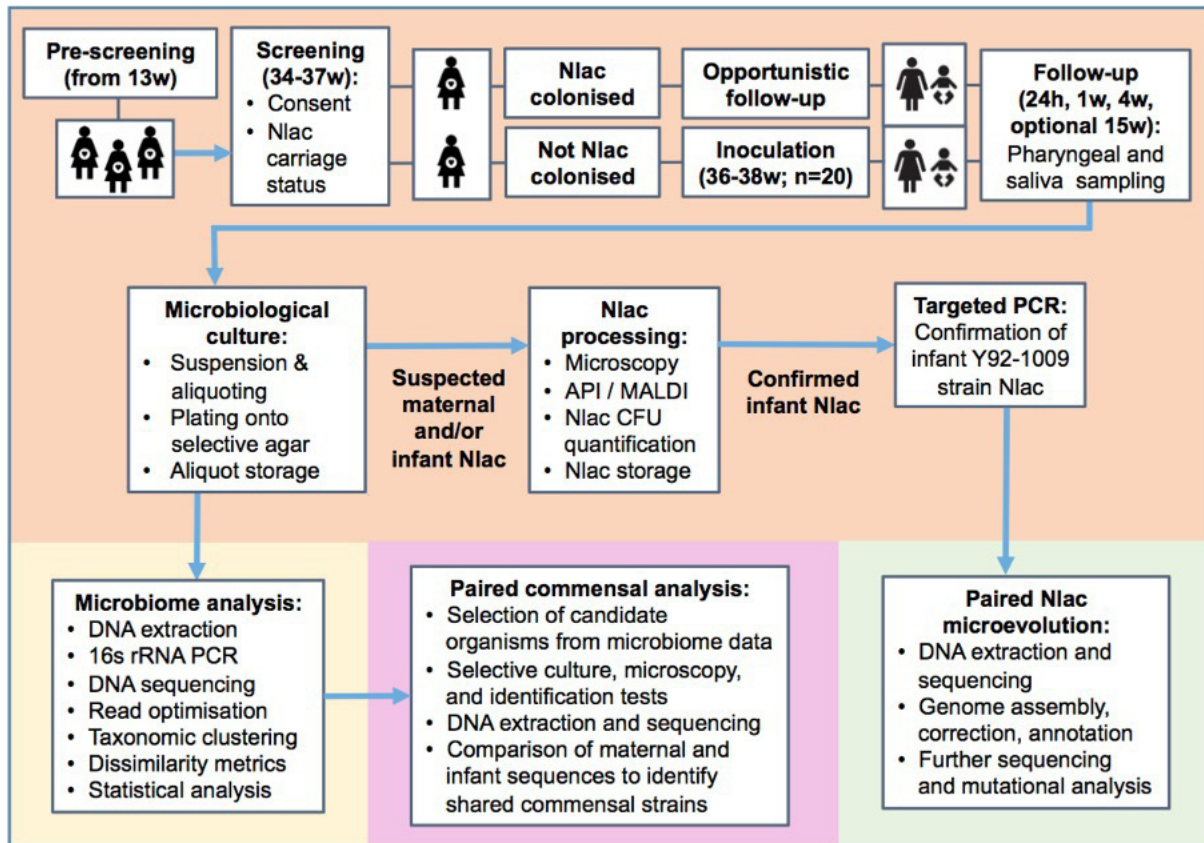 Pre-screening
(from 13w)
Screening
(34-37w):
• Consent
• Nlac
carriage
status
Nlac
colonised
Opportunistic
follow-up
Not Nlac
colonised
Inoculation
(36-38w; n=20)
Follow-up
(24h, 1w, 4w,
optional 15w):
Pharyngeal and
saliva sampling
Microbiological
culture:
• Suspension &
aliquoting
• Plating onto
selective agar
• Aliquot storage
Suspected
maternal
and/or
infant Nlac
Nlac
processing:
• Microscopy
• API / MALDI
• Nlac CFU
quantification
• Nlac storage
Confirmed
infant Nlac
Targeted PCR:
Confirmation of
infant Y92-1009
strain Nlac
Microbiome analysis:
• DNA extraction
• 16s rRNA PCR
• DNA sequencing
• Read optimisation
• Taxonomic clustering
• Dissimilarity metrics
• Statistical analysis
Paired commensal analysis:
• Selection of candidate
organisms from microbiome data
• Selective culture, microscopy,
and identification tests
• DNA extraction and sequencing
• Comparison of maternal and
infant sequences to identify
shared commensal strains
Paired Nlac
microevolution:
• DNA extraction and
sequencing
• Genome assembly,
correction, annotation
• Further sequencing
and mutational analysis